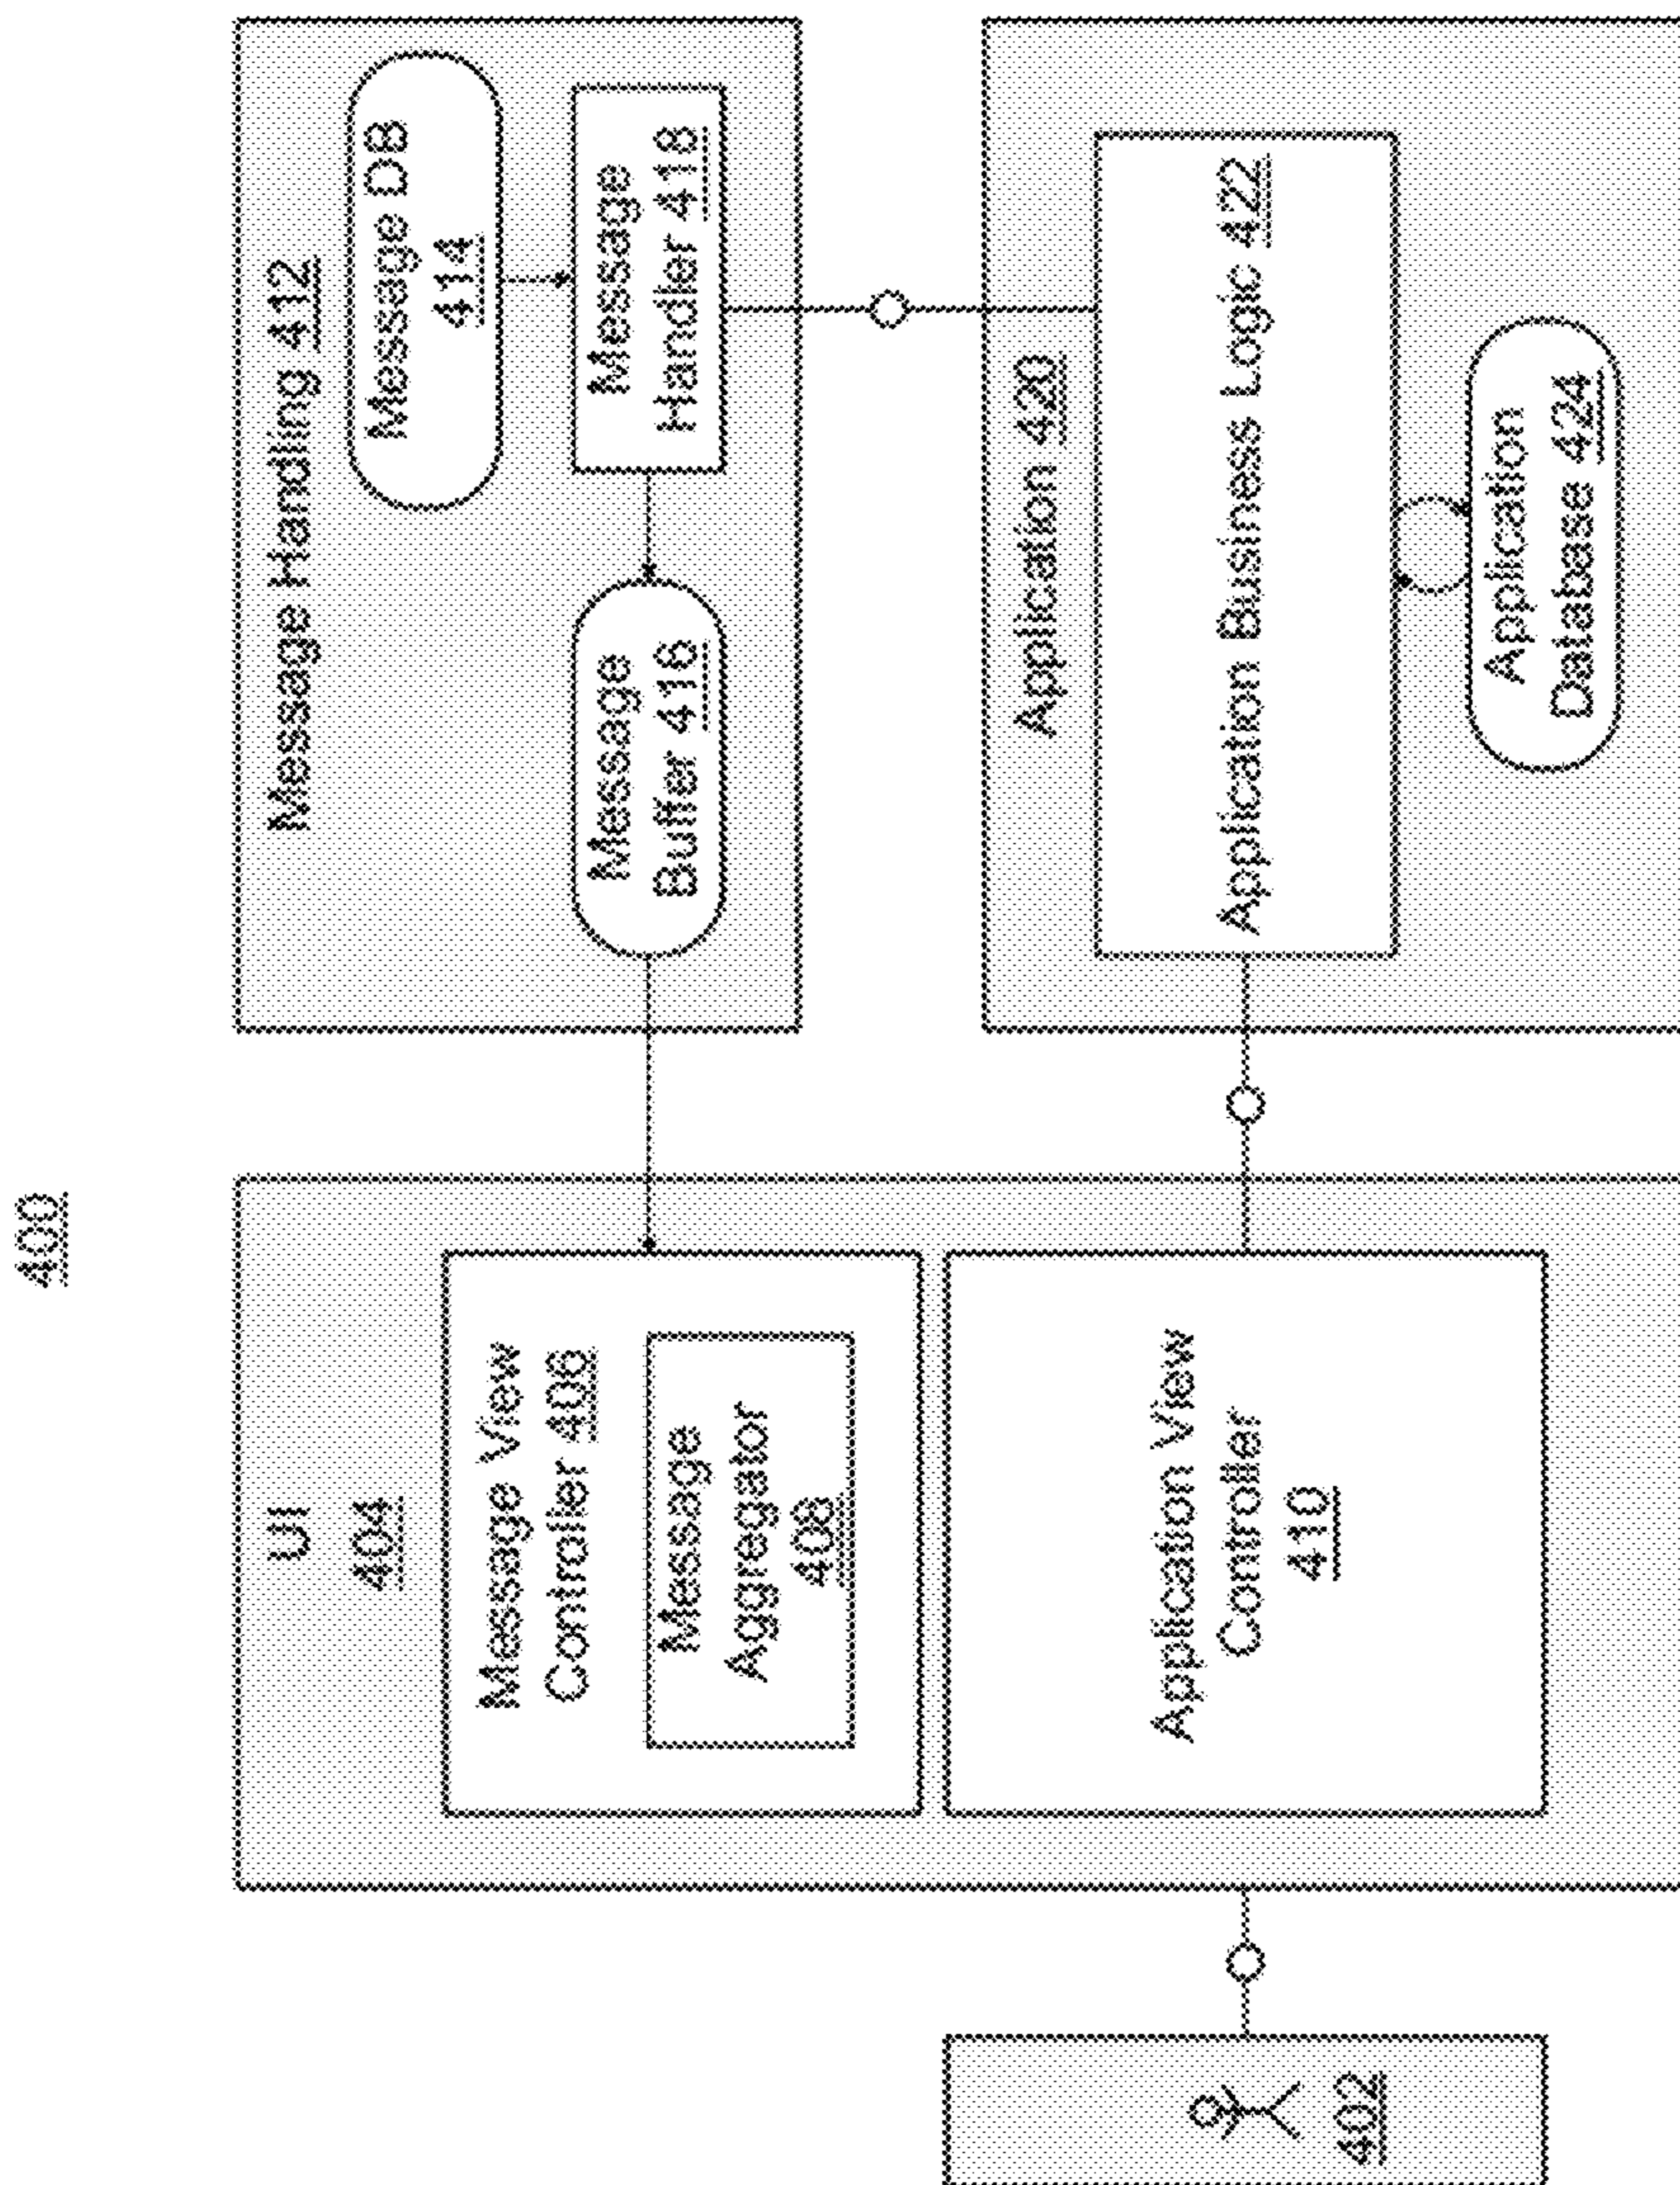 400
UI
404
Message View
Controller 406
Message
Aggregator
408
Application View
Controller
410
402
Message Handling 412
Message DB
414
Message
Buffer 416
Message
Handler 418
Application 420
Application Business Logic 422
Application
Database 424